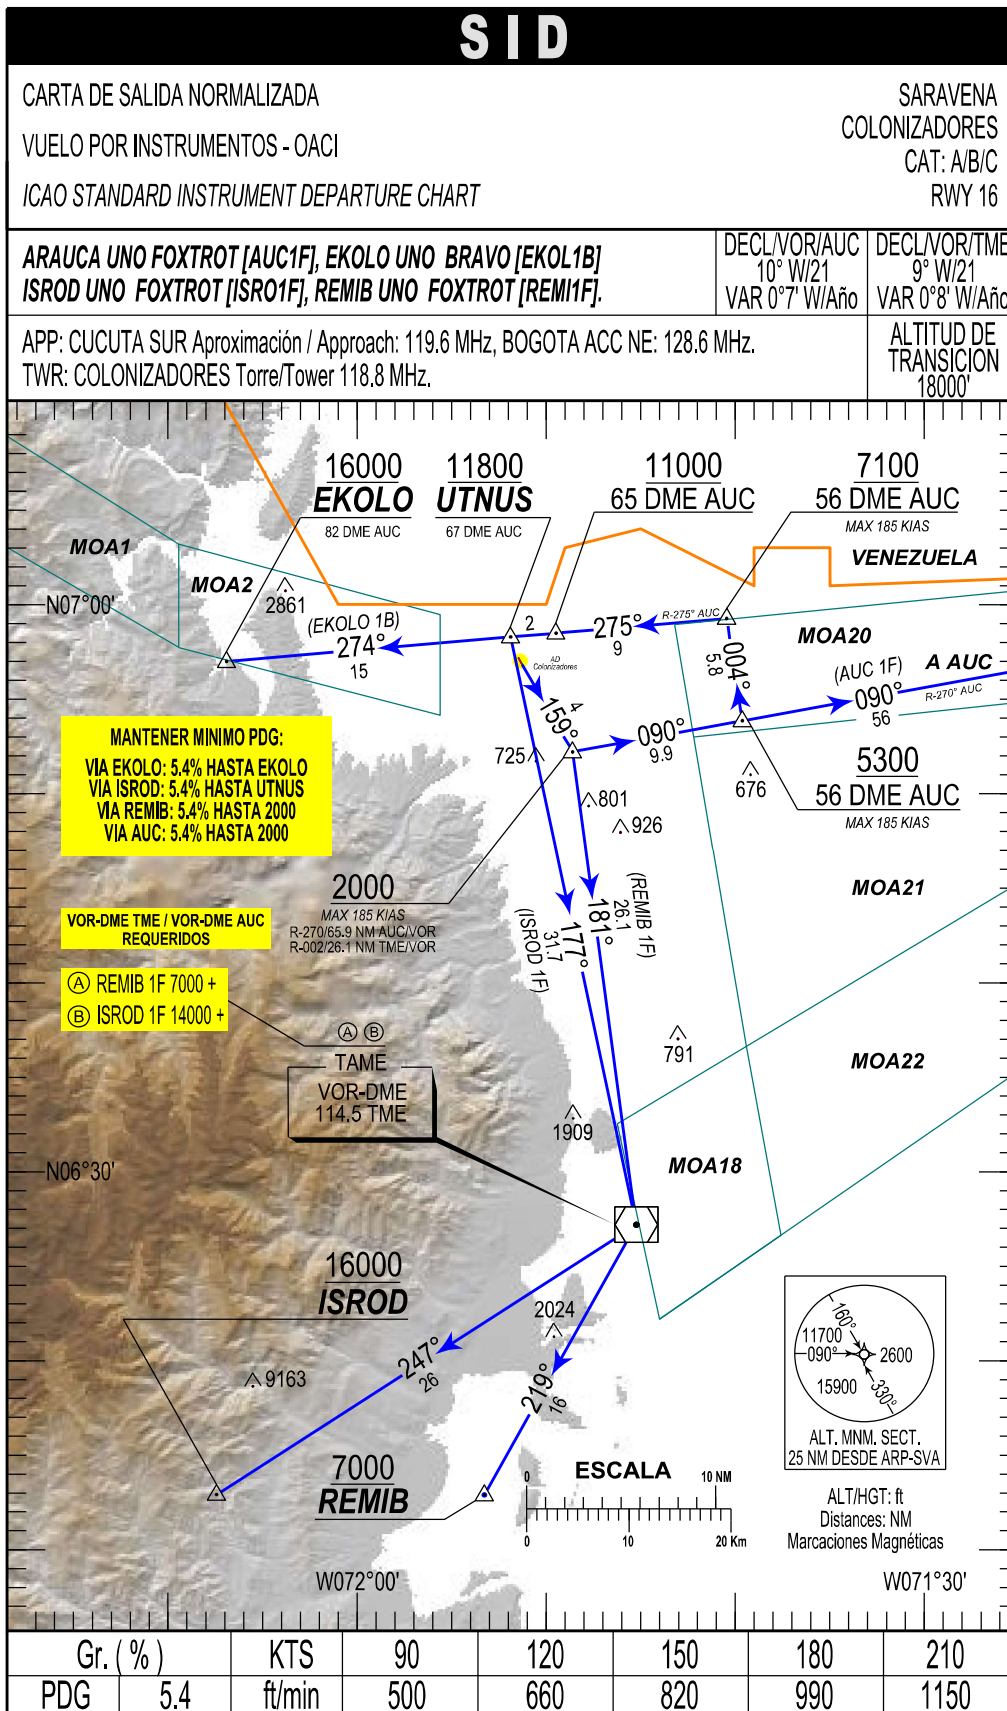 SID
CARTA DE SALIDA NORMALIZADA
VUELO POR INSTRUMENTOS - OACI
ICAO STANDARD INSTRUMENT DEPARTURE CHART
SARAVENA
COLONIZADORES
CAT: A/B/C
RWY 16
ARAUCA UNO FOXTROT [AUC1F], EKOLO UNO BRAVO [EKOL1B]
ISROD UNO FOXTROT [ISRO1F], REMIB UNO FOXTROT [REMI1F].
DECL/VOR/AUC
10° W/21
VAR 0°7' W/Año
DECL/VOR/TME
9° W/21
VAR 0°8' W/Año
APP: CUCUTA SUR Aproximación / Approach: 119.6 MHz, BOGOTA ACC NE: 128.6 MHz.
TWR: COLONIZADORES Torre/Tower 118.8 MHz.
ALTITUD DE
TRANSICION
18000'
16000
EKOLO
82 DME AUC
11800
UTNUS
67 DME AUC
11000
65 DME AUC
7100
56 DME AUC
MAX 185 KIAS
VENEZUELA
MOA1
MOA2
2861
N07°00'
(EKOLO 1B)
274°
15
2
275°
9
R-275° AUC
MOA20
AD
Colonizadores
004°
5.8
(AUC 1F)
A AUC
090°
56
R-270° AUC
4
159°
090°
9.9
725
801
926
676
5300
56 DME AUC
MAX 185 KIAS
MANTENER MINIMO PDG:
VIA EKOLO: 5.4% HASTA EKOLO
VIA ISROD: 5.4% HASTA UTNUS
VIA REMIB: 5.4% HASTA 2000
VIA AUC: 5.4% HASTA 2000
2000
MAX 185 KIAS
R-270/65.9 NM AUC/VOR
R-002/26.1 NM TME/VOR
MOA21
VOR-DME TME / VOR-DME AUC
REQUERIDOS
(ISROD 1F)
31.7
177°
181°
26.1
(REMIB 1F)
A REMIB 1F 7000 +
B ISROD 1F 14000 +
A B
TAME
VOR-DME
114.5 TME
791
MOA22
1909
N06°30'
MOA18
16000
ISROD
2024
247°
26
9163
219°
16
160°
11700
090°
2600
15900
330°
ALT. MNM. SECT.
25 NM DESDE ARP-SVA
7000
REMIB
ESCALA
0
10 NM
0
10
20 Km
ALT/HGT: ft
Distances: NM
Marcaciones Magnéticas
W072°00'
W071°30'
Gr. ( % ) KTS 90 120 150 180 210
PDG 5.4 ft/min 500 660 820 990 1150